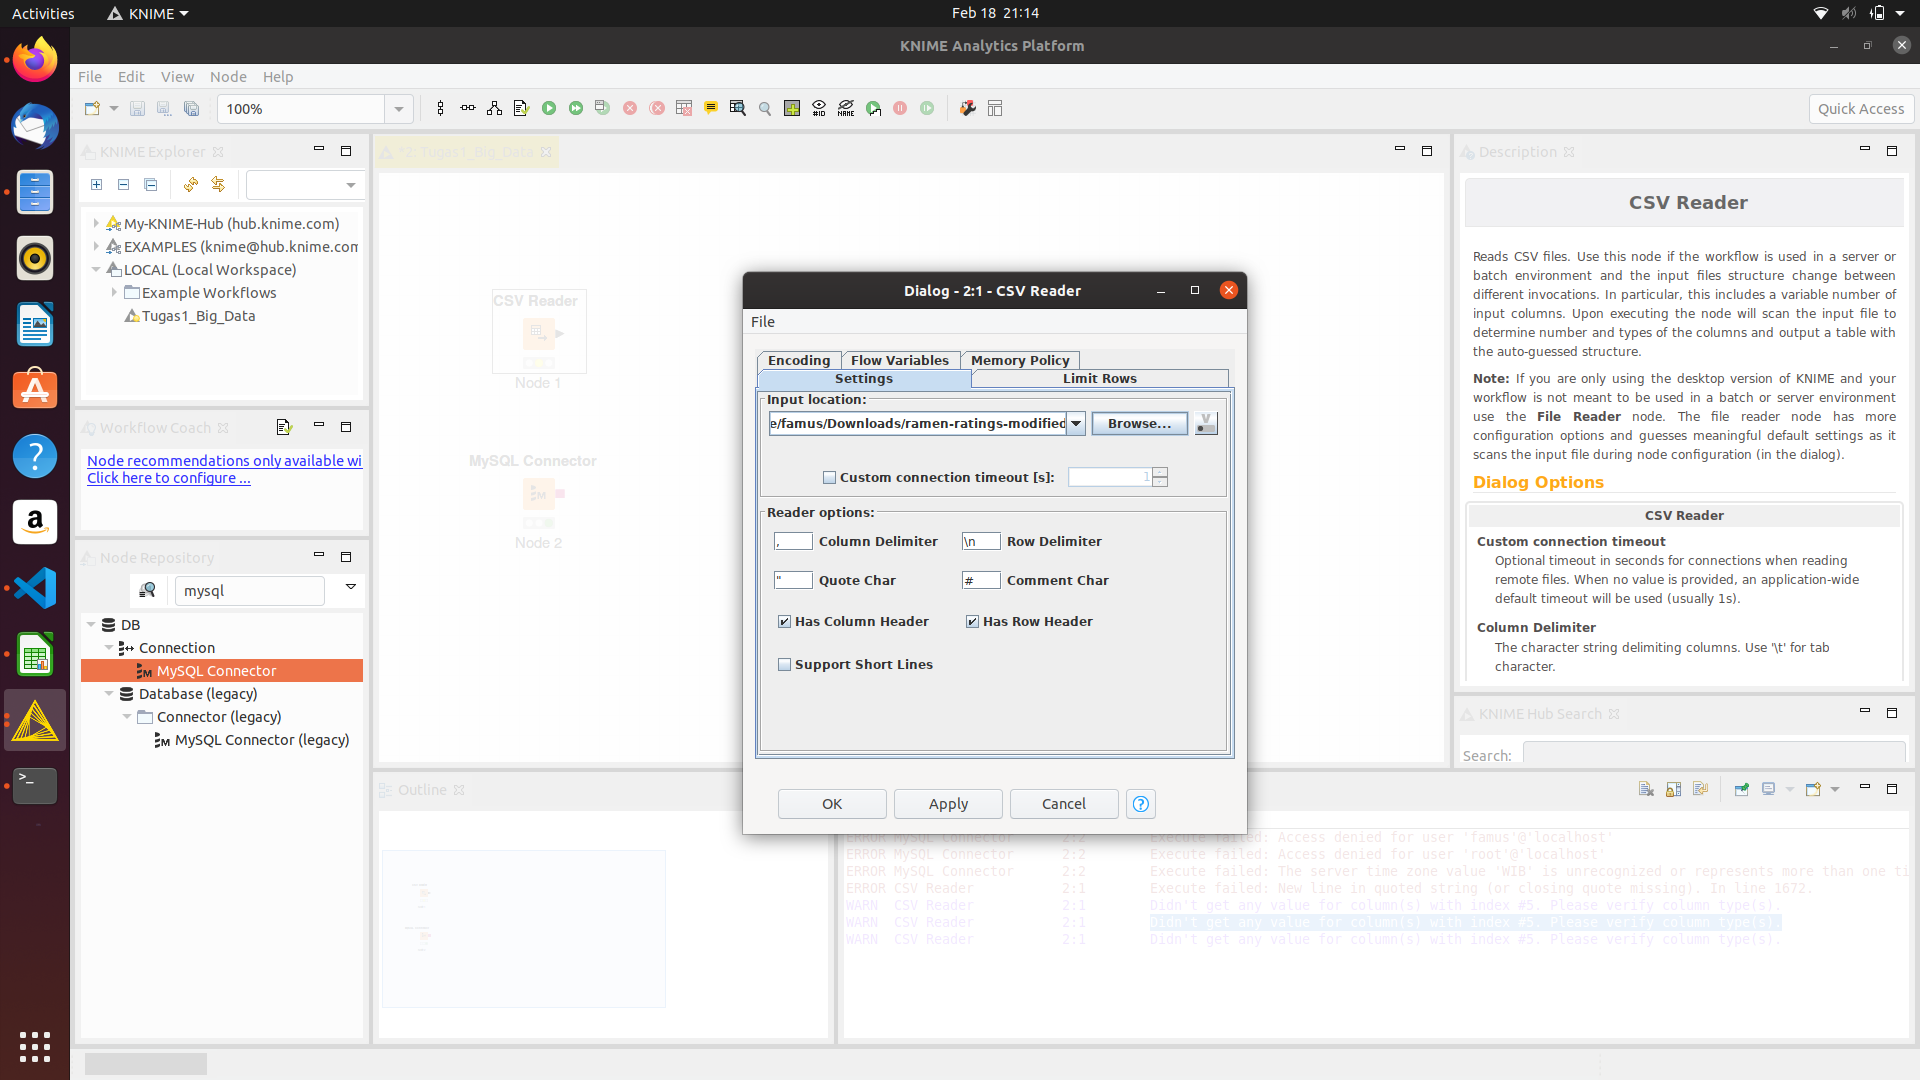 Activities
KNIME
Feb 18 21:14
KNIME Analytics Platform
File Edit View Node Help
100%
#ID
NAME
Quick Access
KNIME Explorer
My-KNIME-Hub (hub.knime.com)
EXAMPLES (knime@hub.knime.com
LOCAL (Local Workspace)
Example Workflows
Tugas1_Big_Data
Workflow Coach
Node recommendations only available wi
Click here to configure ...
Node Repository
mysql
DB
Connection
MySQL Connector
Database (legacy)
Connector (legacy)
MySQL Connector (legacy)
*2: Tugas1_Big_Data
CSV Reader
Node 1
MySQL Connector
Node 2
Dialog - 2:1 - CSV Reader
File
Encoding Flow Variables Memory Policy
Settings Limit Rows
Input location:
e/famus/Downloads/ramen-ratings-modified
Browse...
V
Custom connection timeout [s]: 1
Reader options:
, Column Delimiter \n Row Delimiter
" Quote Char # Comment Char
Has Column Header Has Row Header
Support Short Lines
OK Apply Cancel ?
Description
CSV Reader
Reads CSV files. Use this node if the workflow is used in a server or
batch environment and the input files structure change between
different invocations. In particular, this includes a variable number of
input columns. Upon executing the node will scan the input file to
determine number and types of the columns and output a table with
the auto-guessed structure.
Note: If you are only using the desktop version of KNIME and your
workflow is not meant to be used in a batch or server environment
use the File Reader node. The file reader node has more
configuration options and guesses meaningful default settings as it
scans the input file during node configuration (in the dialog).
Dialog Options
CSV Reader
Custom connection timeout
Optional timeout in seconds for connections when reading
remote files. When no value is provided, an application-wide
default timeout will be used (usually 1s).
Column Delimiter
The character string delimiting columns. Use '\t' for tab
character.
KNIME Hub Search
Search:
Outline
ERROR MySQL Connector 2:2 Execute failed: Access denied for user 'famus'@'localhost'
ERROR MySQL Connector 2:2 Execute failed: Access denied for user 'root'@'localhost'
ERROR MySQL Connector 2:2 Execute failed: The server time zone value 'WIB' is unrecognized or represents more than one ti
ERROR CSV Reader 2:1 Execute failed: New line in quoted string (or closing quote missing). In line 1672.
WARN CSV Reader 2:1 Didn't get any value for column(s) with index #5. Please verify column type(s).
WARN CSV Reader 2:1 Didn't get any value for column(s) with index #5. Please verify column type(s).
WARN CSV Reader 2:1 Didn't get any value for column(s) with index #5. Please verify column type(s).